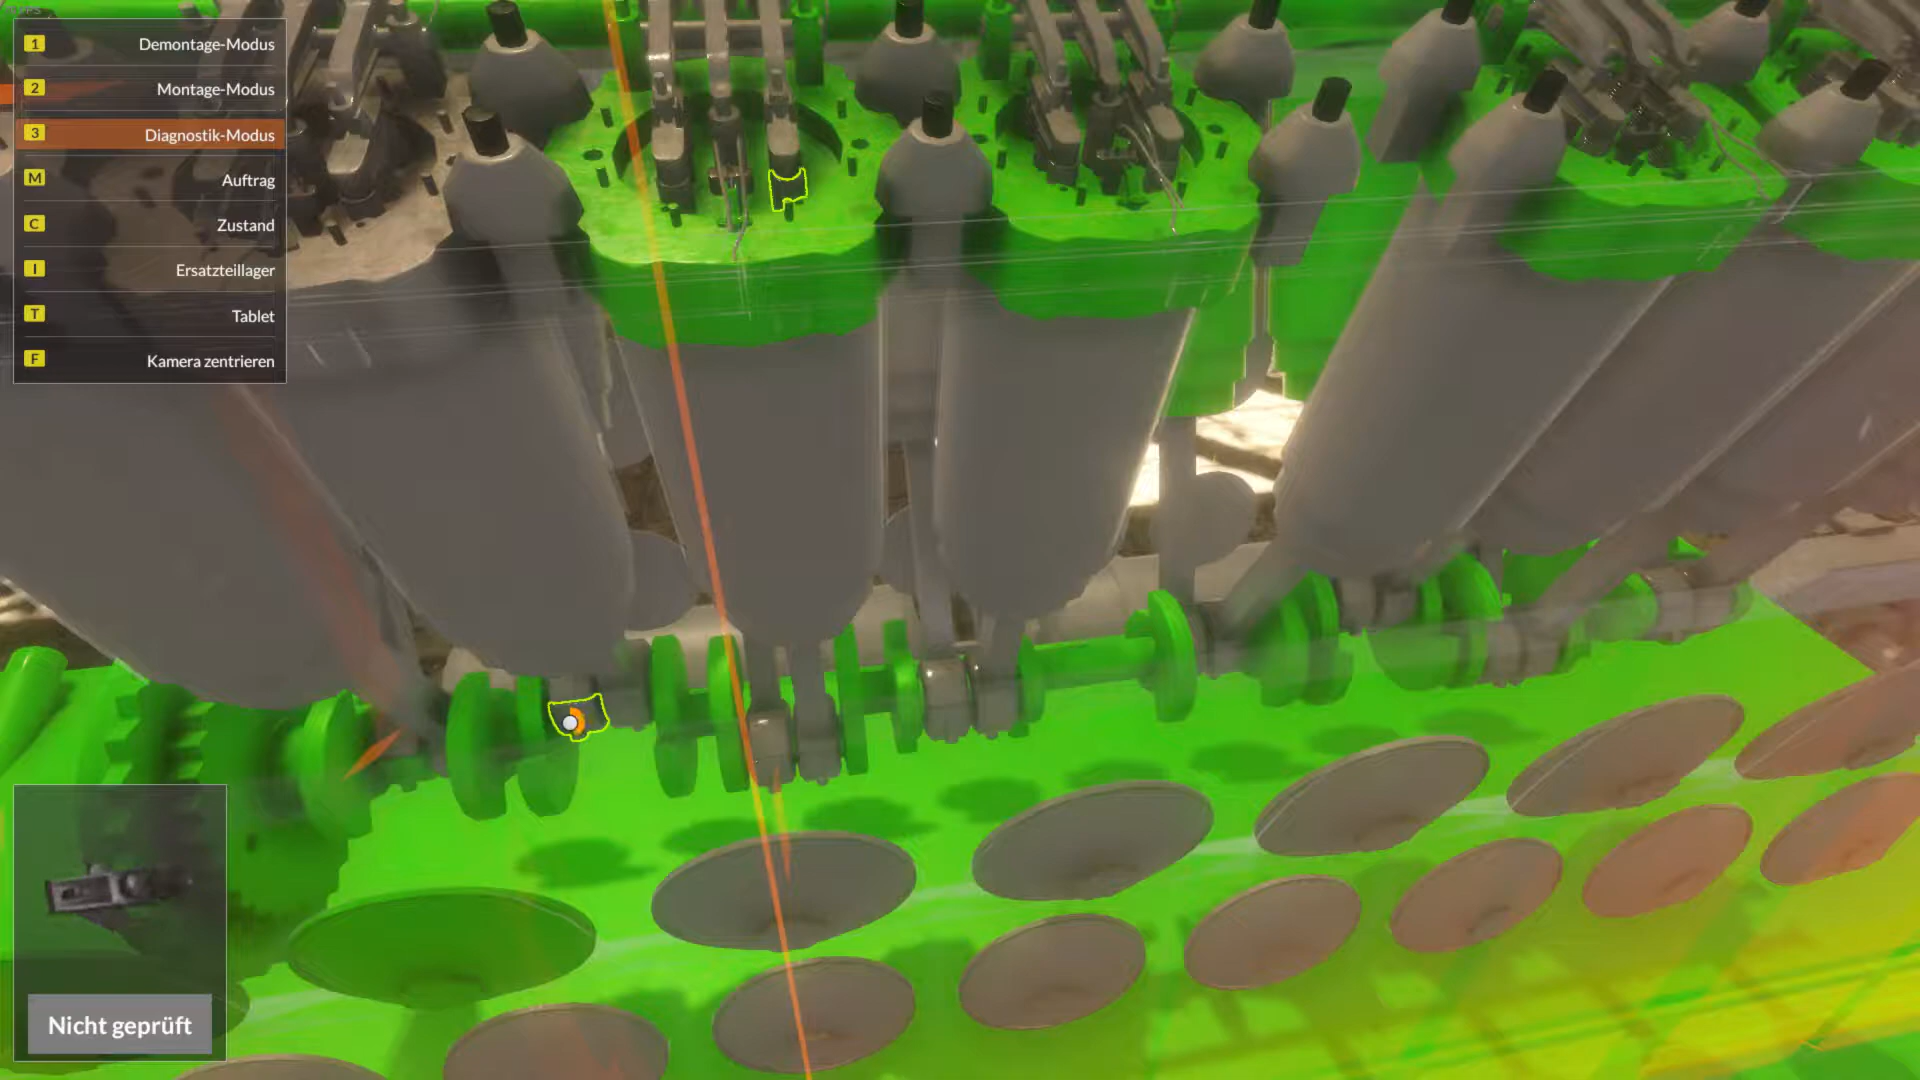 1 Demontage-Modus
2 Montage-Modus
3 Diagnostik-Modus
M Auftrag
C Zustand
I Ersatzteillager
T Tablet
F Kamera zentrieren
Nicht geprüft